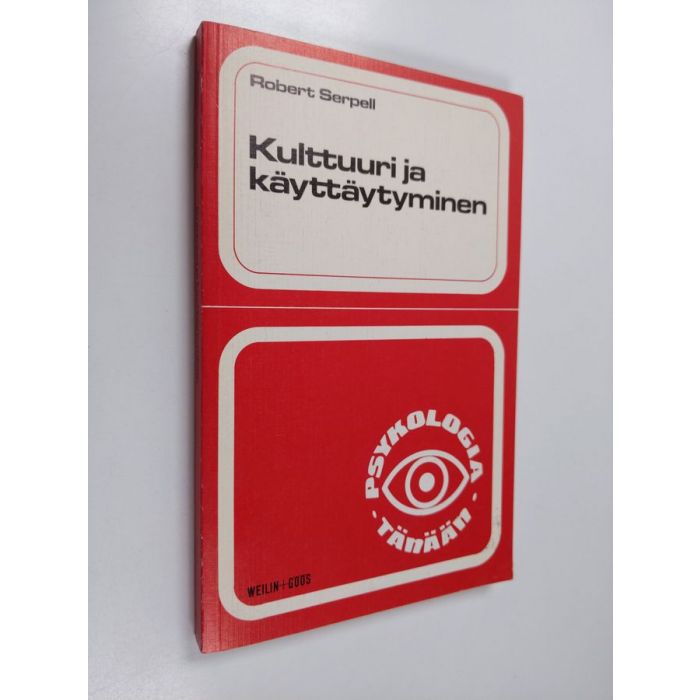 Robert Serpell
Kulttuuri ja
käyttäytyminen
PSYKOLOGIA
- TÄNÄÄN -
WEILIN+GÖÖS